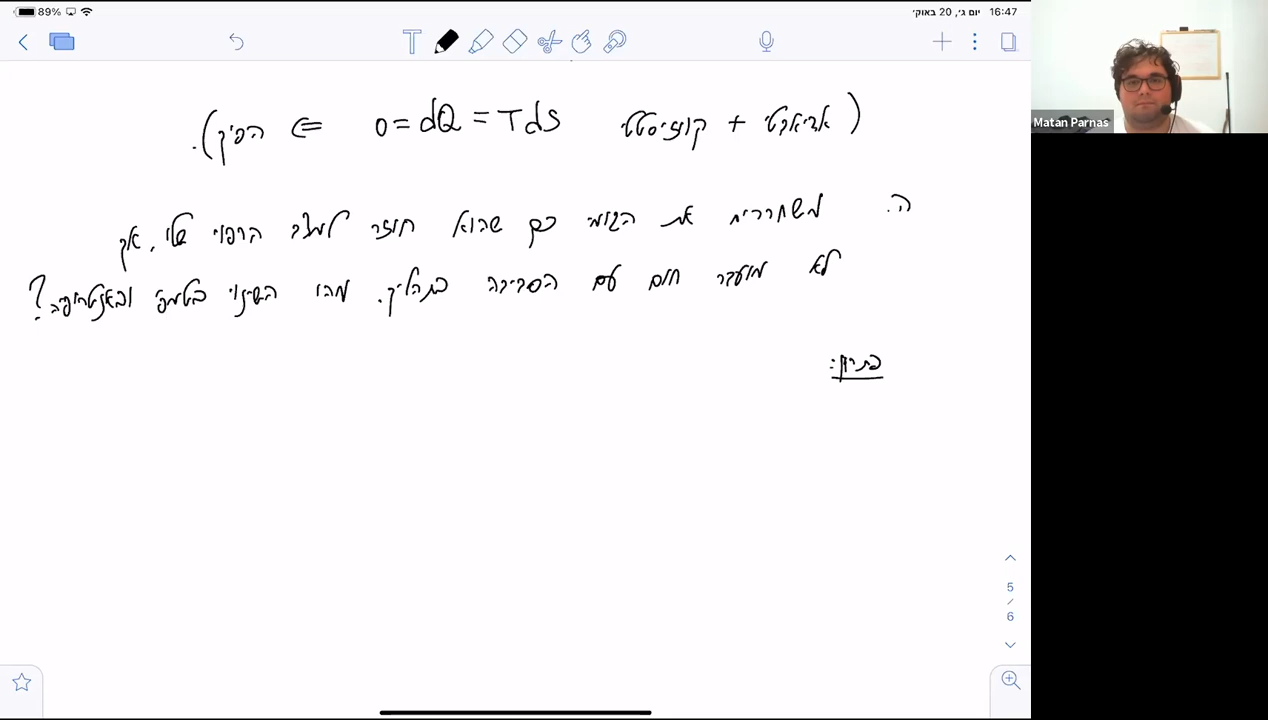 16:47 יום ג׳, 20 באוק׳
89%
Matan Parnas
(אדיאבטי + קוואזיסטטי 0=dQ=TdS ⇐ הפיך).
ה. משחררים את הגומי כך שהוא חוזר למצב הרפוי שלו, אך
לא מועבר חום עם הסביבה בתהליך. מהו השינוי בטמפ׳ ובאנטרופיה?
פתרון:
5
/
6